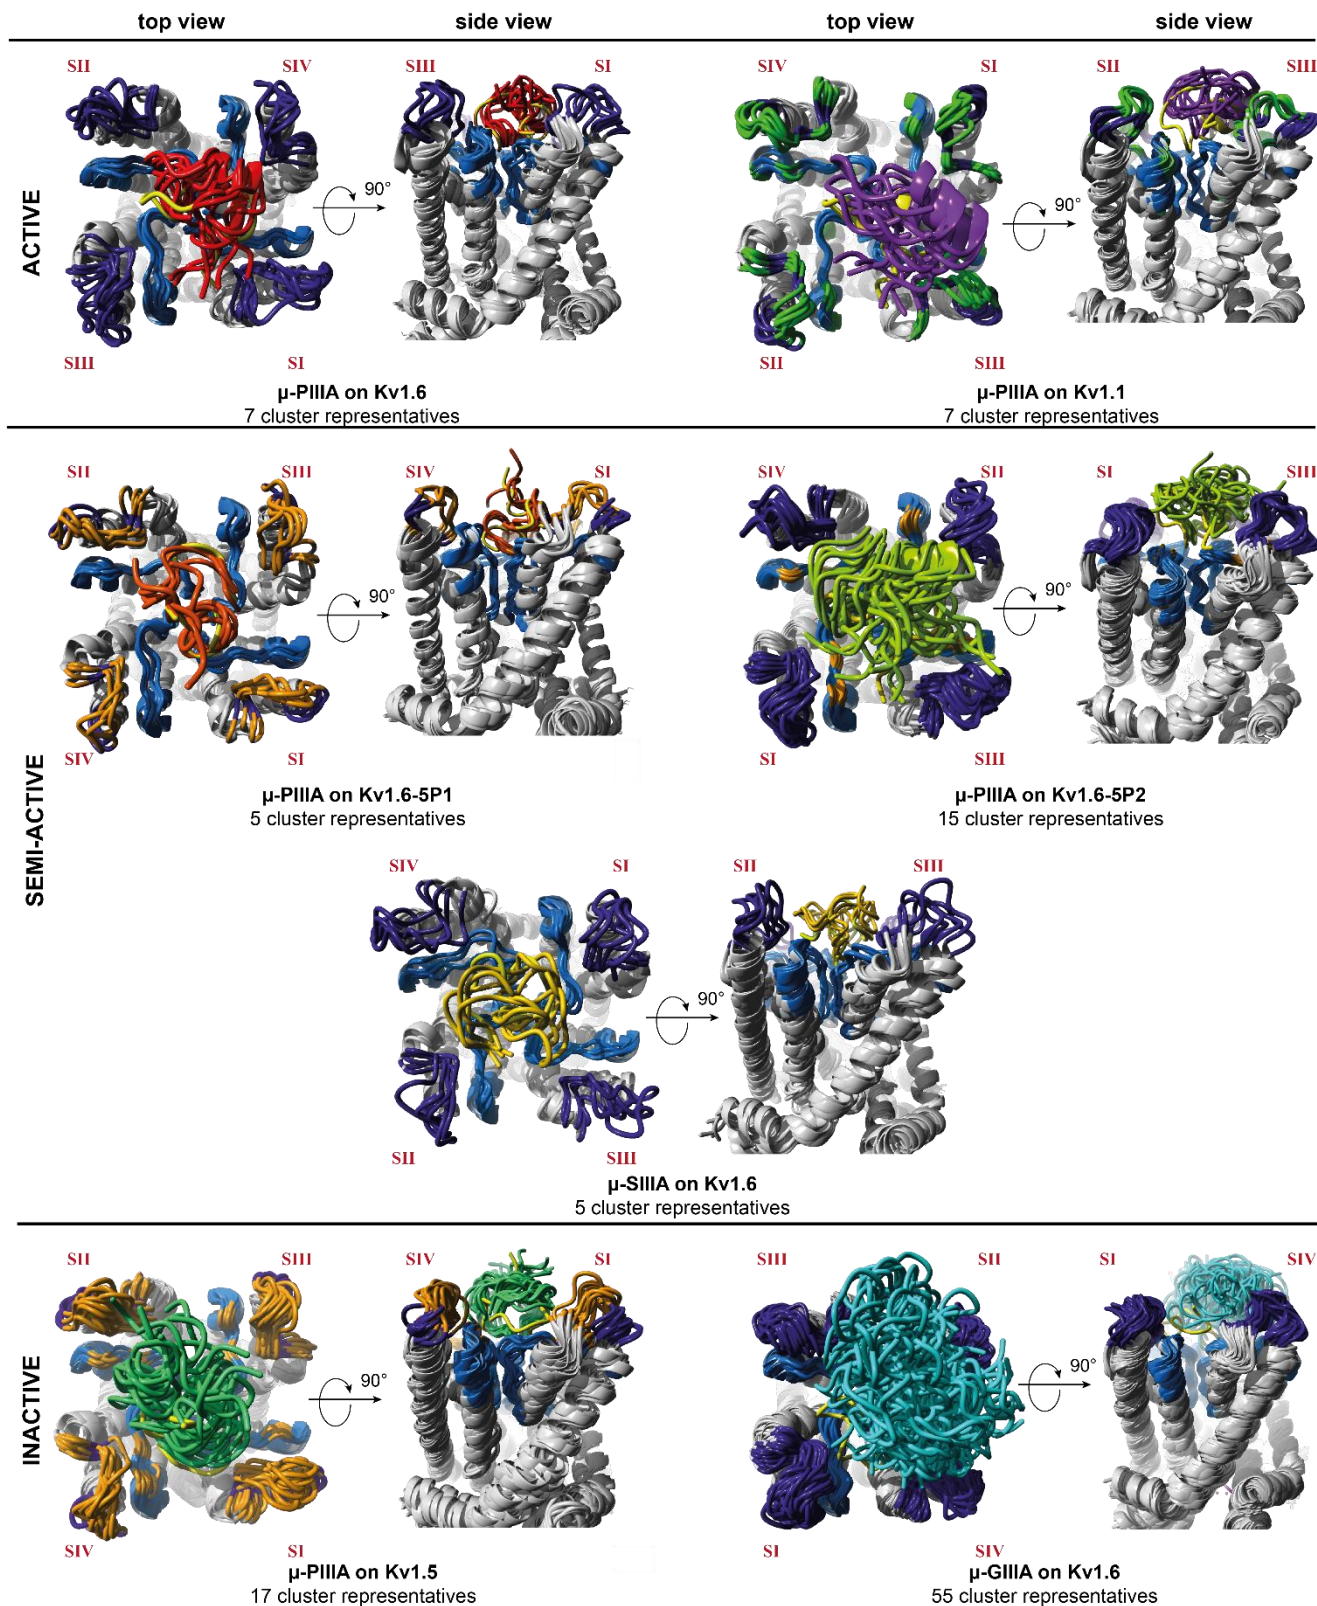 top view side view top view side view
ACTIVE
SII SIV SIII SI SIV SI SII SIII
90° 90°
SIII SI SII SIII
μ-PIIIA on Kv1.6 μ-PIIIA on Kv1.1
7 cluster representatives 7 cluster representatives
SEMI-ACTIVE
SII SIII SIV SI SIV SII SI SIII
90° 90°
SIV SI SI SIII
μ-PIIIA on Kv1.6-5P1 μ-PIIIA on Kv1.6-5P2
5 cluster representatives 15 cluster representatives
SIV SI SII SIII
90°
SII SIII
μ-SIIIA on Kv1.6
5 cluster representatives
INACTIVE
SII SIII SIV SI SIII SII SI SIV
90° 90°
SIV SI SI SIV
μ-PIIIA on Kv1.5 μ-GIIIA on Kv1.6
17 cluster representatives 55 cluster representatives